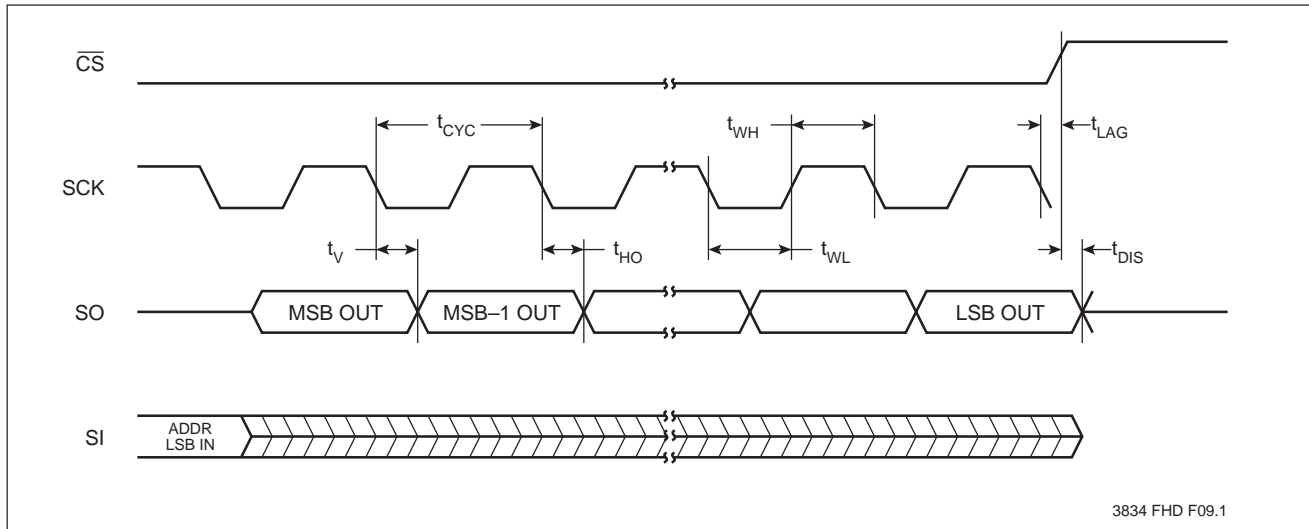 CS
tCYC
tWH
tLAG
SCK
tV
tHO
tWL
tDIS
SO
MSB OUT
MSB–1 OUT
LSB OUT
SI
ADDR
LSB IN
3834 FHD F09.1